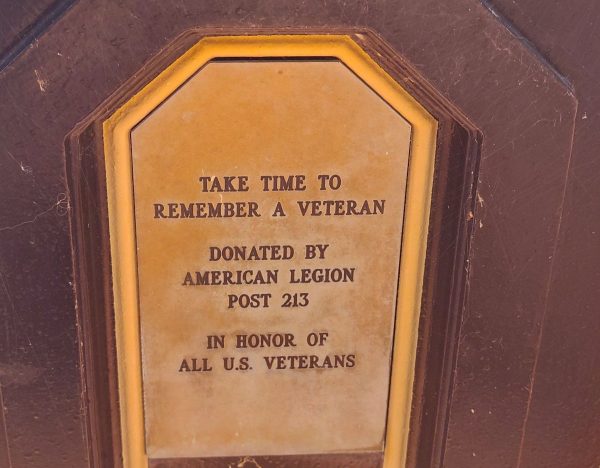 TAKE TIME TO
REMEMBER A VETERAN
DONATED BY
AMERICAN LEGION
POST 213
IN HONOR OF
ALL U.S. VETERANS